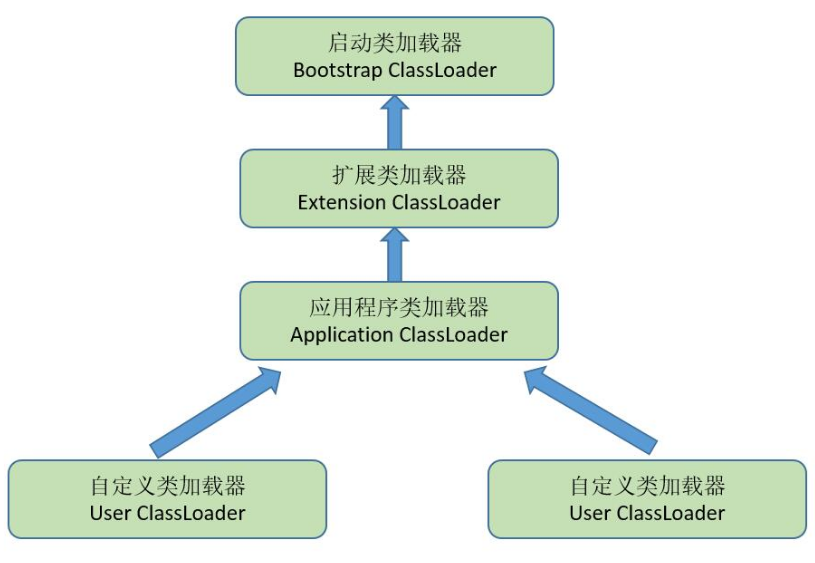 启动类加载器
Bootstrap ClassLoader
扩展类加载器
Extension ClassLoader
应用程序类加载器
Application ClassLoader
自定义类加载器
User ClassLoader
自定义类加载器
User ClassLoader